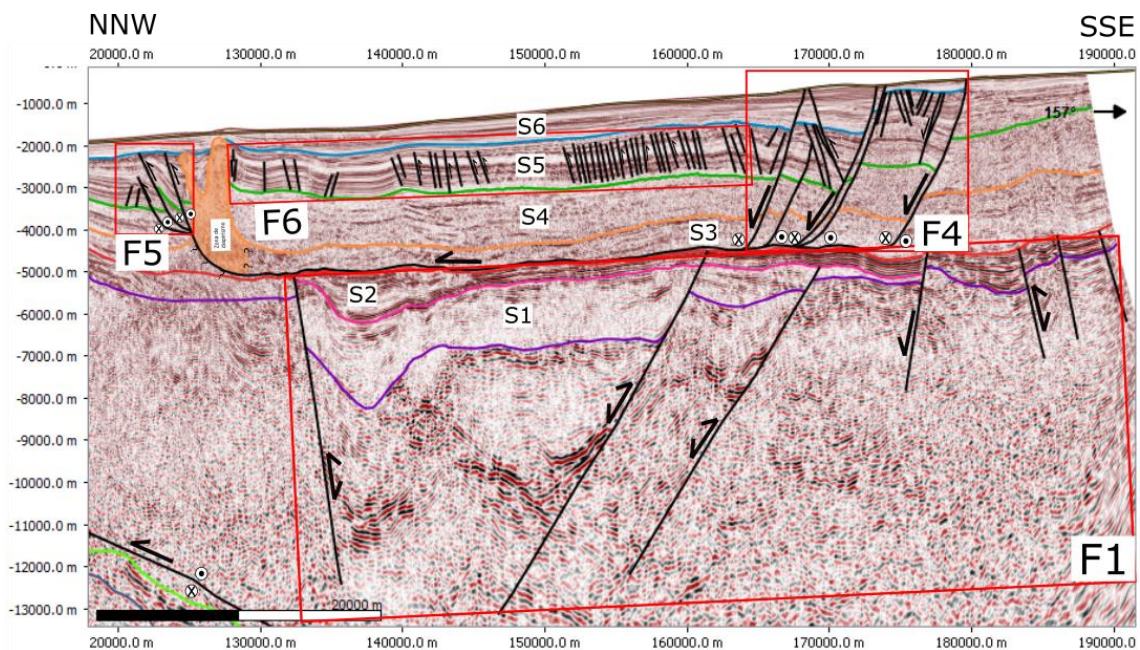 NNW SSE
20000.0 m 130000.0 m 140000.0 m 150000.0 m 160000.0 m 170000.0 m 180000.0 m 190000.0 m
-1000.0 m
157°
S6
-2000.0 m
S5
-3000.0 m
S4
F6
F5
S3
F4
-4000.0 m
Zona de
-5000.0 m
S2
S1
-6000.0 m
-7000.0 m
-8000.0 m
-9000.0 m
-10000.0 m
-11000.0 m
F1
-12000.0 m
20000.0 m
-13000.0 m
20000.0 m 130000.0 m 140000.0 m 150000.0 m 160000.0 m 170000.0 m 180000.0 m 190000.0